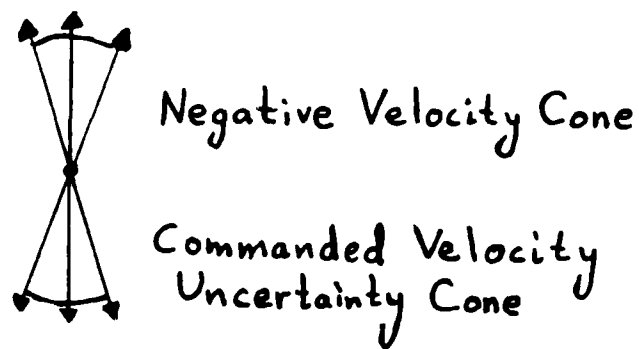 Negative Velocity Cone
Commanded Velocity
Uncertainty Cone